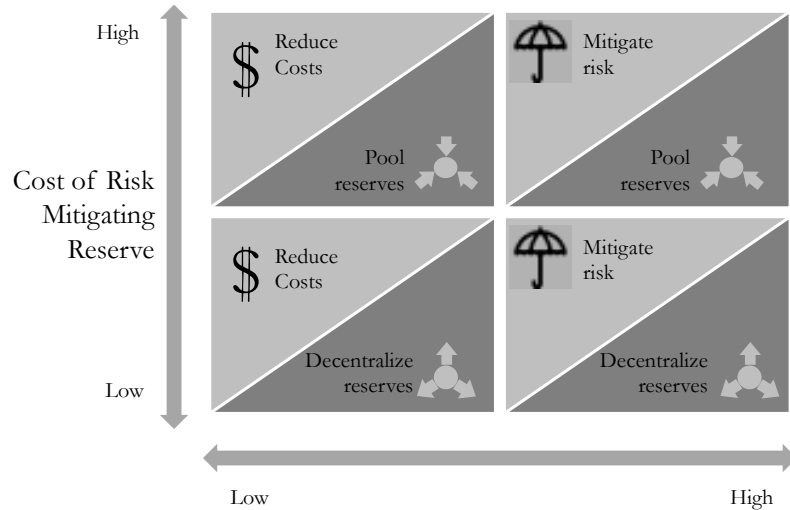 High
$ Reduce
Costs
Pool
reserves
Mitigate
risk
Pool
reserves
Cost of Risk
Mitigating
Reserve
$ Reduce
Costs
Decentralize
reserves
Mitigate
risk
Decentralize
reserves
Low
Low
High